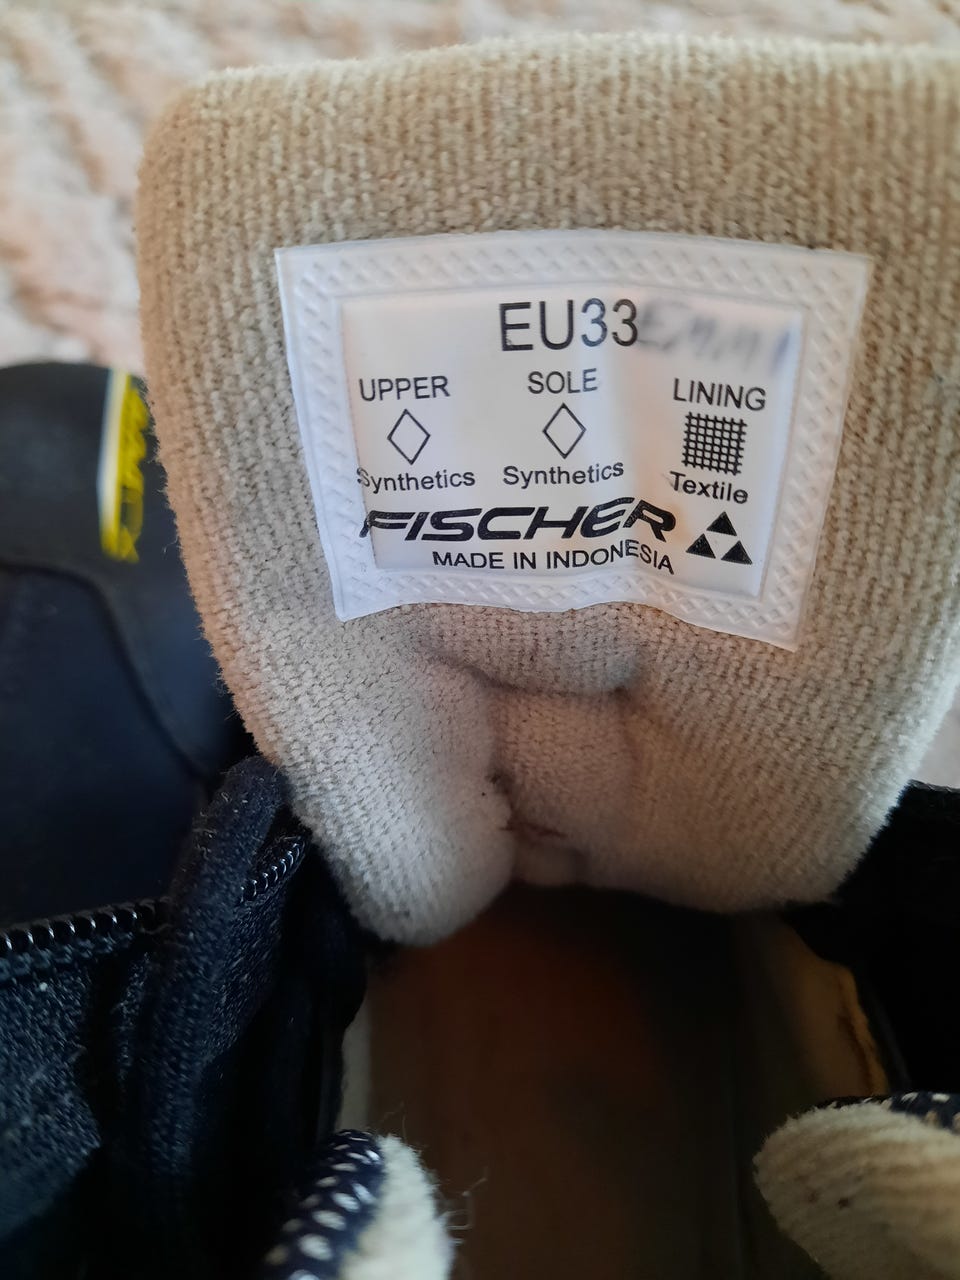 EU33
UPPER SOLE LINING
Synthetics Synthetics Textile
FISCHER
MADE IN INDONESIA